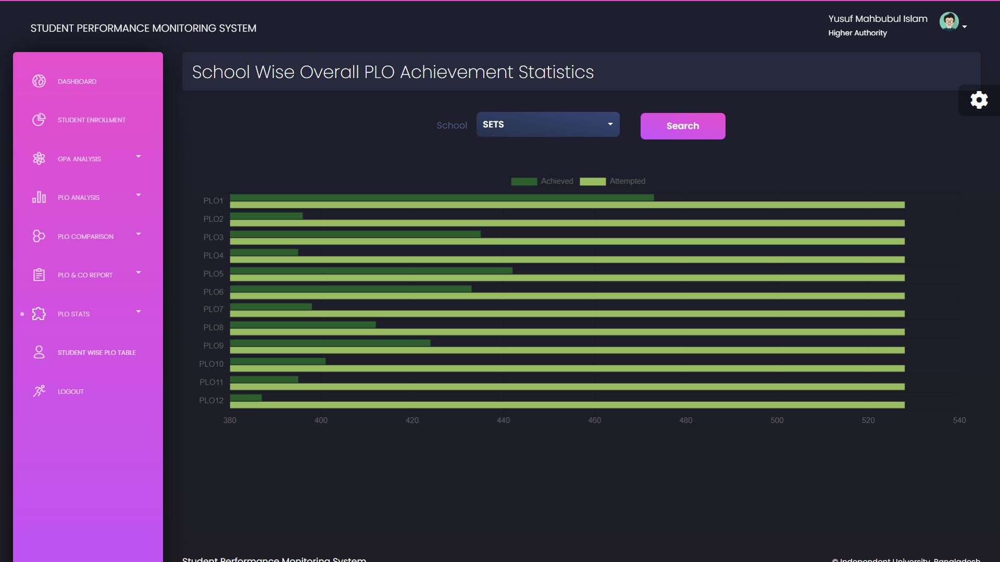 STUDENT PERFORMANCE MONITORING SYSTEM
Yusuf Mahbubul Islam
Higher Authority
DASHBOARD
STUDENT ENROLLMENT
GPA ANALYSIS
PLO ANALYSIS
PLO COMPARISON
PLO & CO REPORT
PLO STATS
STUDENT WISE PLO TABLE
LOGOUT
School Wise Overall PLO Achievement Statistics
School SETS Search
Achieved Attempted
PLO1
PLO2
PLO3
PLO4
PLO5
PLO6
PLO7
PLO8
PLO9
PLO10
PLO11
PLO12
380 400 420 440 460 480 500 520 540
Student Performance Monitoring System
© Independent University, Bangladesh